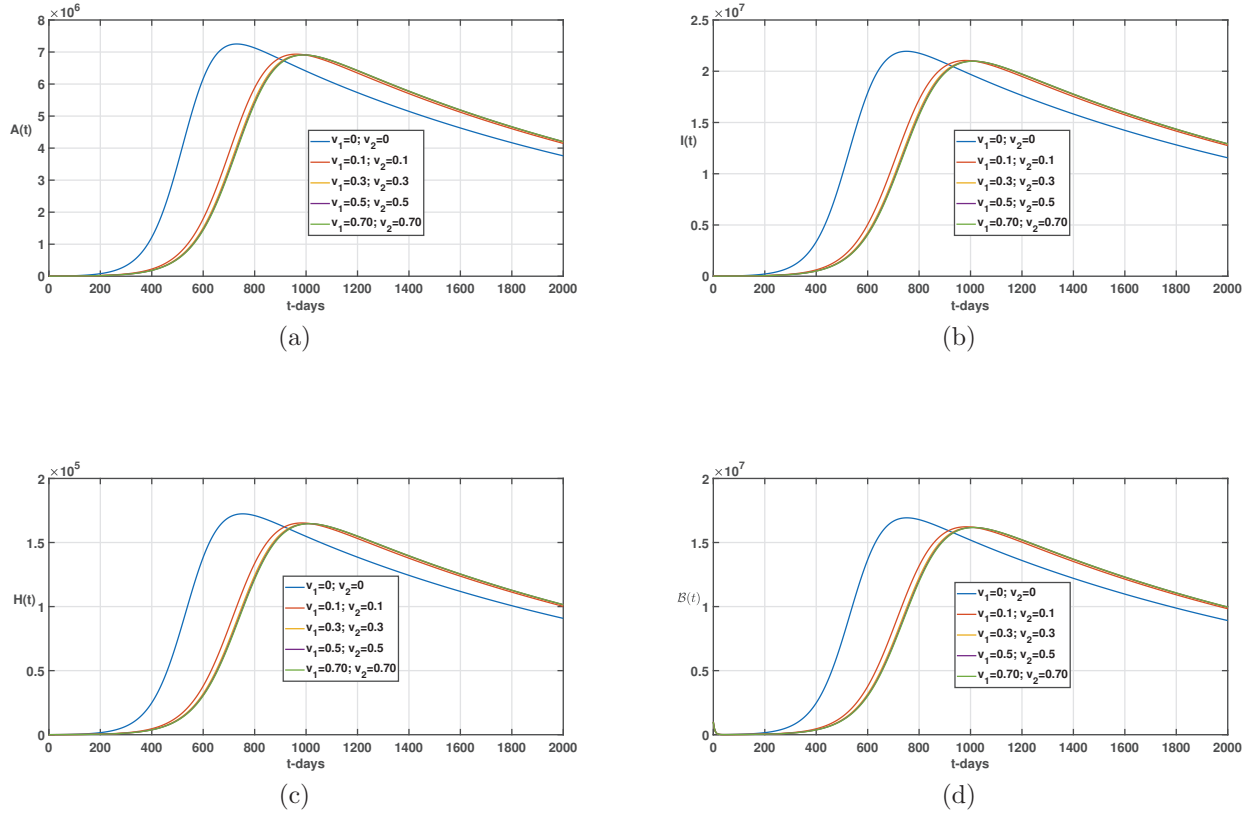 ×10^6
8
7
6
5
4
3
2
1
0
A(t)
v_1=0; v_2=0
v_1=0.1; v_2=0.1
v_1=0.3; v_2=0.3
v_1=0.5; v_2=0.5
v_1=0.70; v_2=0.70
0 200 400 600 800 1000 1200 1400 1600 1800 2000
t-days
(a)
×10^7
2.5
2
1.5
1
0.5
0
I(t)
v_1=0; v_2=0
v_1=0.1; v_2=0.1
v_1=0.3; v_2=0.3
v_1=0.5; v_2=0.5
v_1=0.70; v_2=0.70
0 200 400 600 800 1000 1200 1400 1600 1800 2000
t-days
(b)
×10^5
2
1.5
1
0.5
0
H(t)
v_1=0; v_2=0
v_1=0.1; v_2=0.1
v_1=0.3; v_2=0.3
v_1=0.5; v_2=0.5
v_1=0.70; v_2=0.70
0 200 400 600 800 1000 1200 1400 1600 1800 2000
t-days
(c)
×10^7
2
1.5
1
0.5
0
ℬ(t)
v_1=0; v_2=0
v_1=0.1; v_2=0.1
v_1=0.3; v_2=0.3
v_1=0.5; v_2=0.5
v_1=0.70; v_2=0.70
0 200 400 600 800 1000 1200 1400 1600 1800 2000
t-days
(d)